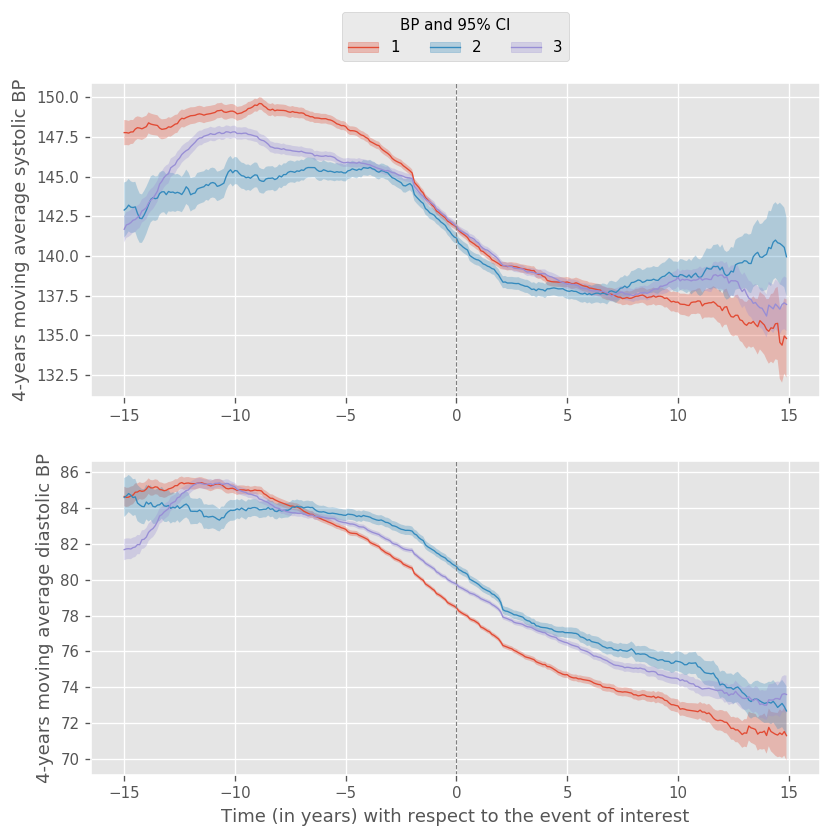 BP and 95% CI
1 2 3
4-years moving average systolic BP
150.0
147.5
145.0
142.5
140.0
137.5
135.0
132.5
−15 −10 −5 0 5 10 15
4-years moving average diastolic BP
86
84
82
80
78
76
74
72
70
−15 −10 −5 0 5 10 15
Time (in years) with respect to the event of interest